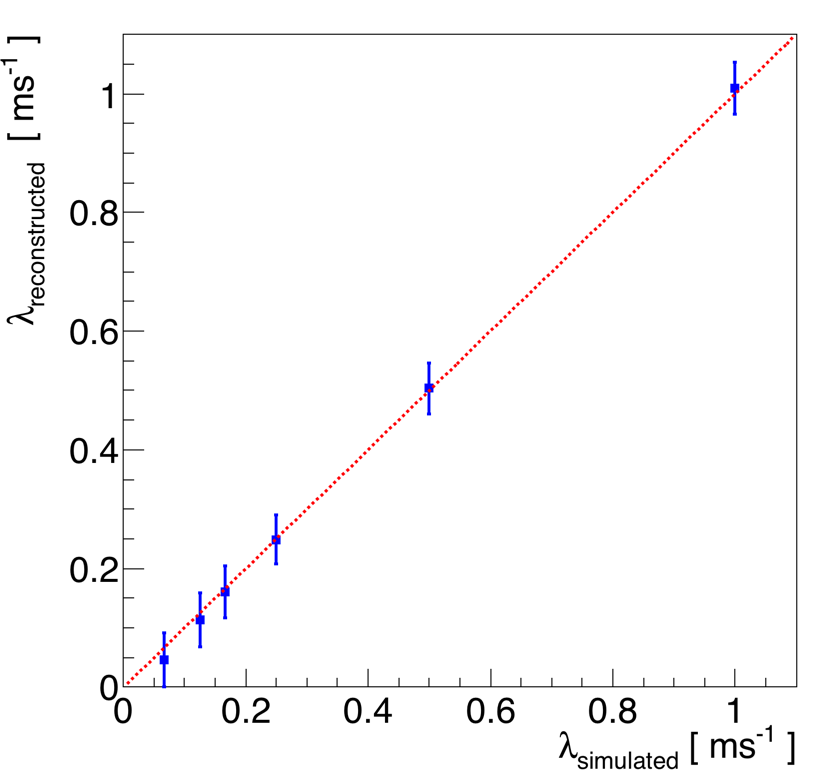 λreconstructed [ ms-1 ]
1
0.8
0.6
0.4
0.2
0
0 0.2 0.4 0.6 0.8 1
λsimulated [ ms-1 ]